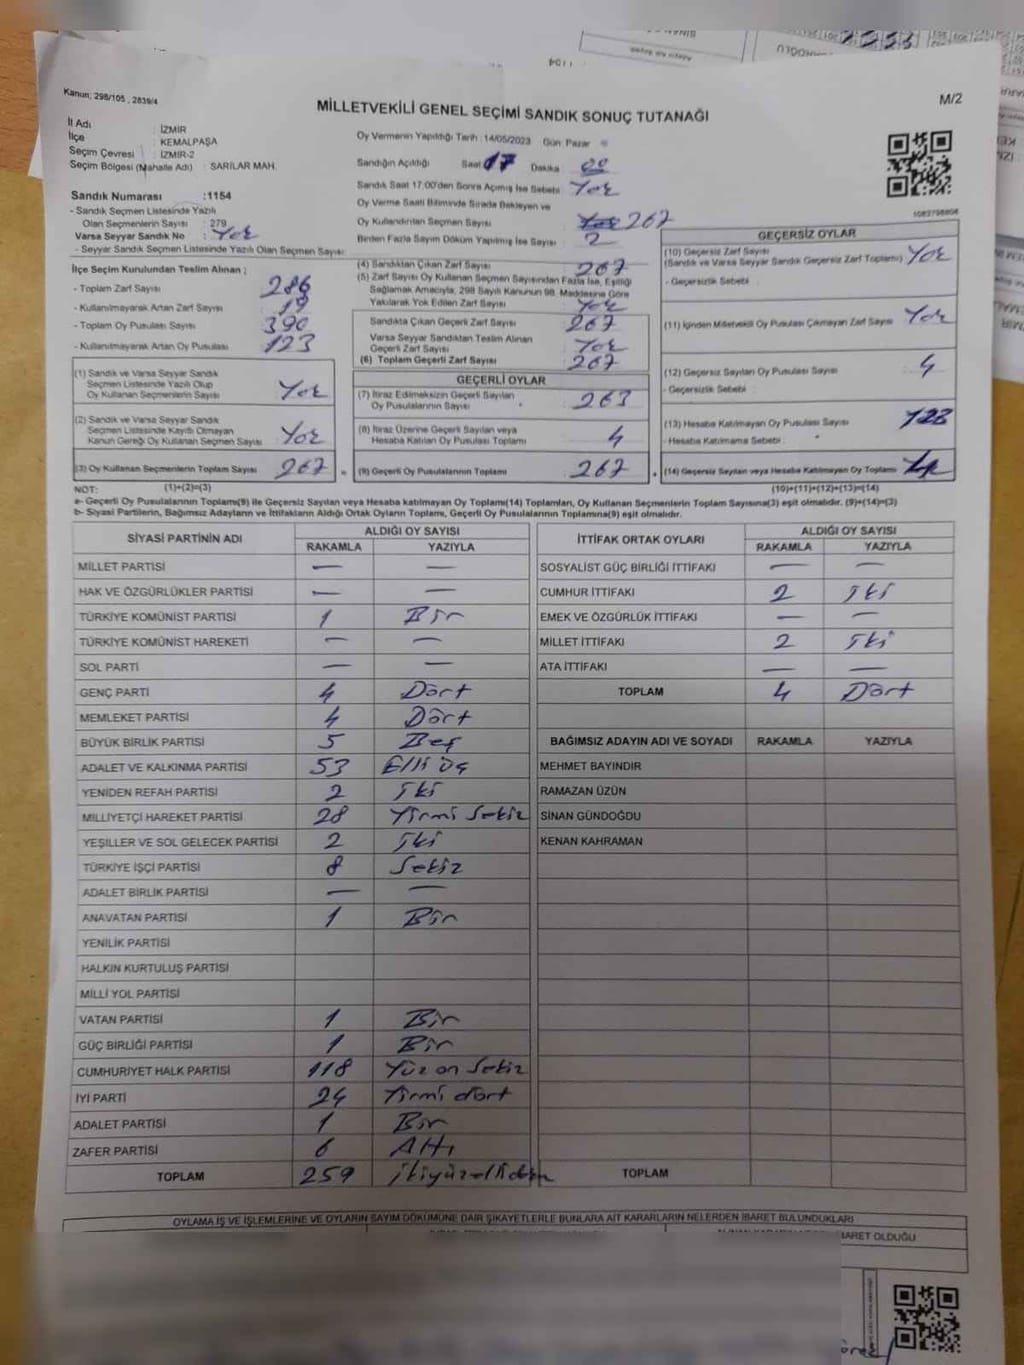 Kanun; 298/105 , 2839/4
M/2
MİLLETVEKİLİ GENEL SEÇİMİ SANDIK SONUÇ TUTANAĞI
İl Adı : İZMİR
İlçe : KEMALPAŞA
Seçim Çevresi : İZMİR-2
Seçim Bölgesi (Mahalle Adı) : SARILAR MAH.
Sandık Numarası :1154
- Sandık Seçmen Listesinde Yazılı
Olan Seçmenlerin Sayısı : 279
Varsa Seyyar Sandık No : Yok
- Seyyar Sandık Seçmen Listesinde Yazılı Olan Seçmen Sayısı:
Oy Vermenin Yapıldığı Tarih :14/05/2023 Gün Pazar
Sandığın Açıldığı Saat 17 Dakika 00
Sandık Saat 17:00'den Sonra Açılmış İse Sebebi Yok
Oy Verme Saati Bitiminde Sırada Bekleyen ve
Oy Kullandırılan Seçmen Sayısı 267
Birden Fazla Sayım Döküm Yapılmış İse Sayısı 2
1083798808
İlçe Seçim Kurulundan Teslim Alınan ;
- Toplam Zarf Sayısı 286
- Kullanılmayarak Artan Zarf Sayısı 19
- Toplam Oy Pusulası Sayısı 390
- Kullanılmayarak Artan Oy Pusulası 123
(1) Sandık ve Varsa Seyyar Sandık
Seçmen Listesinde Yazılı Olup
Oy Kullanan Seçmenlerin Sayısı Yok
(2) Sandık ve Varsa Seyyar Sandık
Seçmen Listesinde Kayıtlı Olmayan
Kanun Gereği Oy Kullanan Seçmen Sayısı Yok
(3) Oy Kullanan Seçmenlerin Toplam Sayısı 267
(1)+(2)=(3)
(4) Sandıktan Çıkan Zarf Sayısı 267
(5) Zarf Sayısı Oy Kullanan Seçmen Sayısından Fazla İse, Eşitliği
Sağlamak Amacıyla, 298 Sayılı Kanunun 98. Maddesine Göre
Yakılarak Yok Edilen Zarf Sayısı Yok
Sandıkta Çıkan Geçerli Zarf Sayısı 267
Varsa Seyyar Sandıktan Teslim Alınan
Geçerli Zarf Sayısı Yok
(6) Toplam Geçerli Zarf Sayısı 267
GEÇERLİ OYLAR
(7) İtiraz Edilmeksizin Geçerli Sayılan
Oy Pusulalarının Sayısı 263
(8) İtiraz Üzerine Geçerli Sayılan veya
Hesaba Katılan Oy Pusulası Toplamı 4
(9) Geçerli Oy Pusulalarının Toplamı 267
GEÇERSİZ OYLAR
(10) Geçersiz Zarf Sayısı
(Sandık ve Varsa Seyyar Sandık Geçersiz Zarf Toplamı) Yok
- Geçersizlik Sebebi :
(11) İçinden Milletvekili Oy Pusulası Çıkmayan Zarf Sayısı Yok
(12) Geçersiz Sayılan Oy Pusulası Sayısı 4
- Geçersizlik Sebebi :
(13) Hesaba Katılmayan Oy Pusulası Sayısı
- Hesaba Katılmama Sebebi :
(14) Geçersiz Sayılan veya Hesaba Katılmayan Oy Toplamı
(10)+(11)+(12)+(13)=(14)
NOT:
a- Geçerli Oy Pusulalarının Toplamı(9) ile Geçersiz Sayılan veya Hesaba katılmayan Oy Toplamı(14) Toplamları, Oy Kullanan Seçmenlerin Toplam Sayısına(3) eşit olmalıdır. (9)+(14)=(3)
b- Siyasi Partilerin, Bağımsız Adayların ve İttifakların Aldığı Ortak Oyların Toplamı, Geçerli Oy Pusulalarının Toplamına(9) eşit olmalıdır.
SİYASİ PARTİNİN ADI ALDIĞI OY SAYISI
RAKAMLA YAZIYLA
MİLLET PARTİSİ — —
HAK VE ÖZGÜRLÜKLER PARTİSİ — —
TÜRKİYE KOMÜNİST PARTİSİ 1 Bir
TÜRKİYE KOMÜNİST HAREKETİ — —
SOL PARTİ — —
GENÇ PARTİ 4 Dört
MEMLEKET PARTİSİ 4 Dört
BÜYÜK BİRLİK PARTİSİ 5 Beş
ADALET VE KALKINMA PARTİSİ 53 Elli üç
YENİDEN REFAH PARTİSİ 2 İki
MİLLİYETÇİ HAREKET PARTİSİ 28 Yirmi Sekiz
YEŞİLLER VE SOL GELECEK PARTİSİ 2 İki
TÜRKİYE İŞÇİ PARTİSİ 8 Sekiz
ADALET BİRLİK PARTİSİ — —
ANAVATAN PARTİSİ 1 Bir
YENİLİK PARTİSİ
HALKIN KURTULUŞ PARTİSİ
MİLLİ YOL PARTİSİ
VATAN PARTİSİ 1 Bir
GÜÇ BİRLİĞİ PARTİSİ 1 Bir
CUMHURİYET HALK PARTİSİ 118 Yüz on Sekiz
İYİ PARTİ 24 Yirmi dört
ADALET PARTİSİ 1 Bir
ZAFER PARTİSİ 6 Altı
TOPLAM 259
İTTİFAK ORTAK OYLARI ALDIĞI OY SAYISI
RAKAMLA YAZIYLA
SOSYALİST GÜÇ BİRLİĞİ İTTİFAKI — —
CUMHUR İTTİFAKI 2 İki
EMEK VE ÖZGÜRLÜK İTTİFAKI — —
MİLLET İTTİFAKI 2 İki
ATA İTTİFAKI — —
TOPLAM 4 Dört
BAĞIMSIZ ADAYIN ADI VE SOYADI RAKAMLA YAZIYLA
MEHMET BAYINDIR
RAMAZAN ÜZÜN
SİNAN GÜNDOĞDU
KENAN KAHRAMAN
TOPLAM
OYLAMA İŞ VE İŞLEMLERİNE VE OYLARIN SAYIM DÖKÜMÜNE DAİR ŞİKAYETLERLE BUNLARA AİT KARARLARIN NELERDEN İBARET BULUNDUKLARI
İBARET OLDUĞU